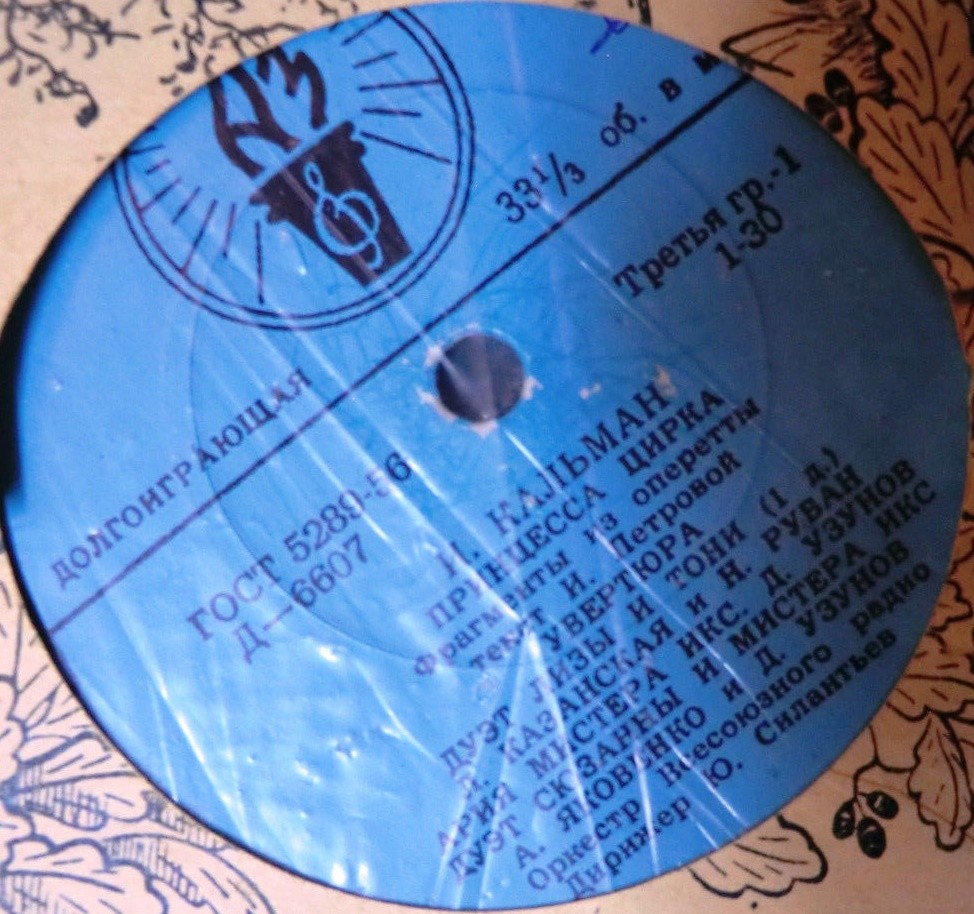 ДОЛГОИГРАЮЩАЯ
33⅓ об. в м
ГОСТ 5289-56
Д—6607
Третья гр.-1
1-30
И. КАЛЬМАН
ПРИНЦЕССА ЦИРКА
Фрагменты из оперетты
текст И. Петровой
УВЕРТЮРА
ДУЭТ ЛИЗЫ И ТОНИ (1 д.)
КАЗАНСКАЯ и Н. РУБАН
АРИЯ МИСТЕРА ИКС. Д. УЗУНОВ
ДУЭТ СЮЗАННЫ И МИСТЕРА ИКС
А. ЯКОВЕНКО и Д. УЗУНОВ
Оркестр Всесоюзного радио
Дирижер Ю. Силантьев